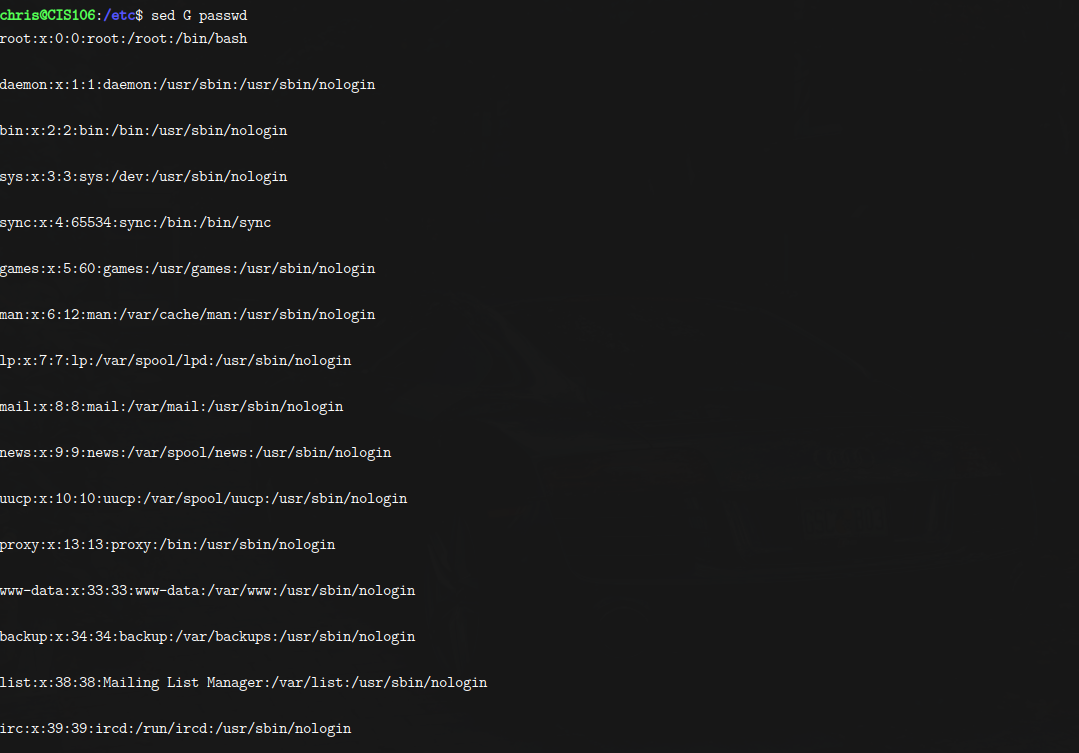 chris@CIS106:/etc$ sed G passwd
root:x:0:0:root:/root:/bin/bash
daemon:x:1:1:daemon:/usr/sbin:/usr/sbin/nologin
bin:x:2:2:bin:/bin:/usr/sbin/nologin
sys:x:3:3:sys:/dev:/usr/sbin/nologin
sync:x:4:65534:sync:/bin:/bin/sync
games:x:5:60:games:/usr/games:/usr/sbin/nologin
man:x:6:12:man:/var/cache/man:/usr/sbin/nologin
lp:x:7:7:lp:/var/spool/lpd:/usr/sbin/nologin
mail:x:8:8:mail:/var/mail:/usr/sbin/nologin
news:x:9:9:news:/var/spool/news:/usr/sbin/nologin
uucp:x:10:10:uucp:/var/spool/uucp:/usr/sbin/nologin
proxy:x:13:13:proxy:/bin:/usr/sbin/nologin
www-data:x:33:33:www-data:/var/www:/usr/sbin/nologin
backup:x:34:34:backup:/var/backups:/usr/sbin/nologin
list:x:38:38:Mailing List Manager:/var/list:/usr/sbin/nologin
irc:x:39:39:ircd:/run/ircd:/usr/sbin/nologin